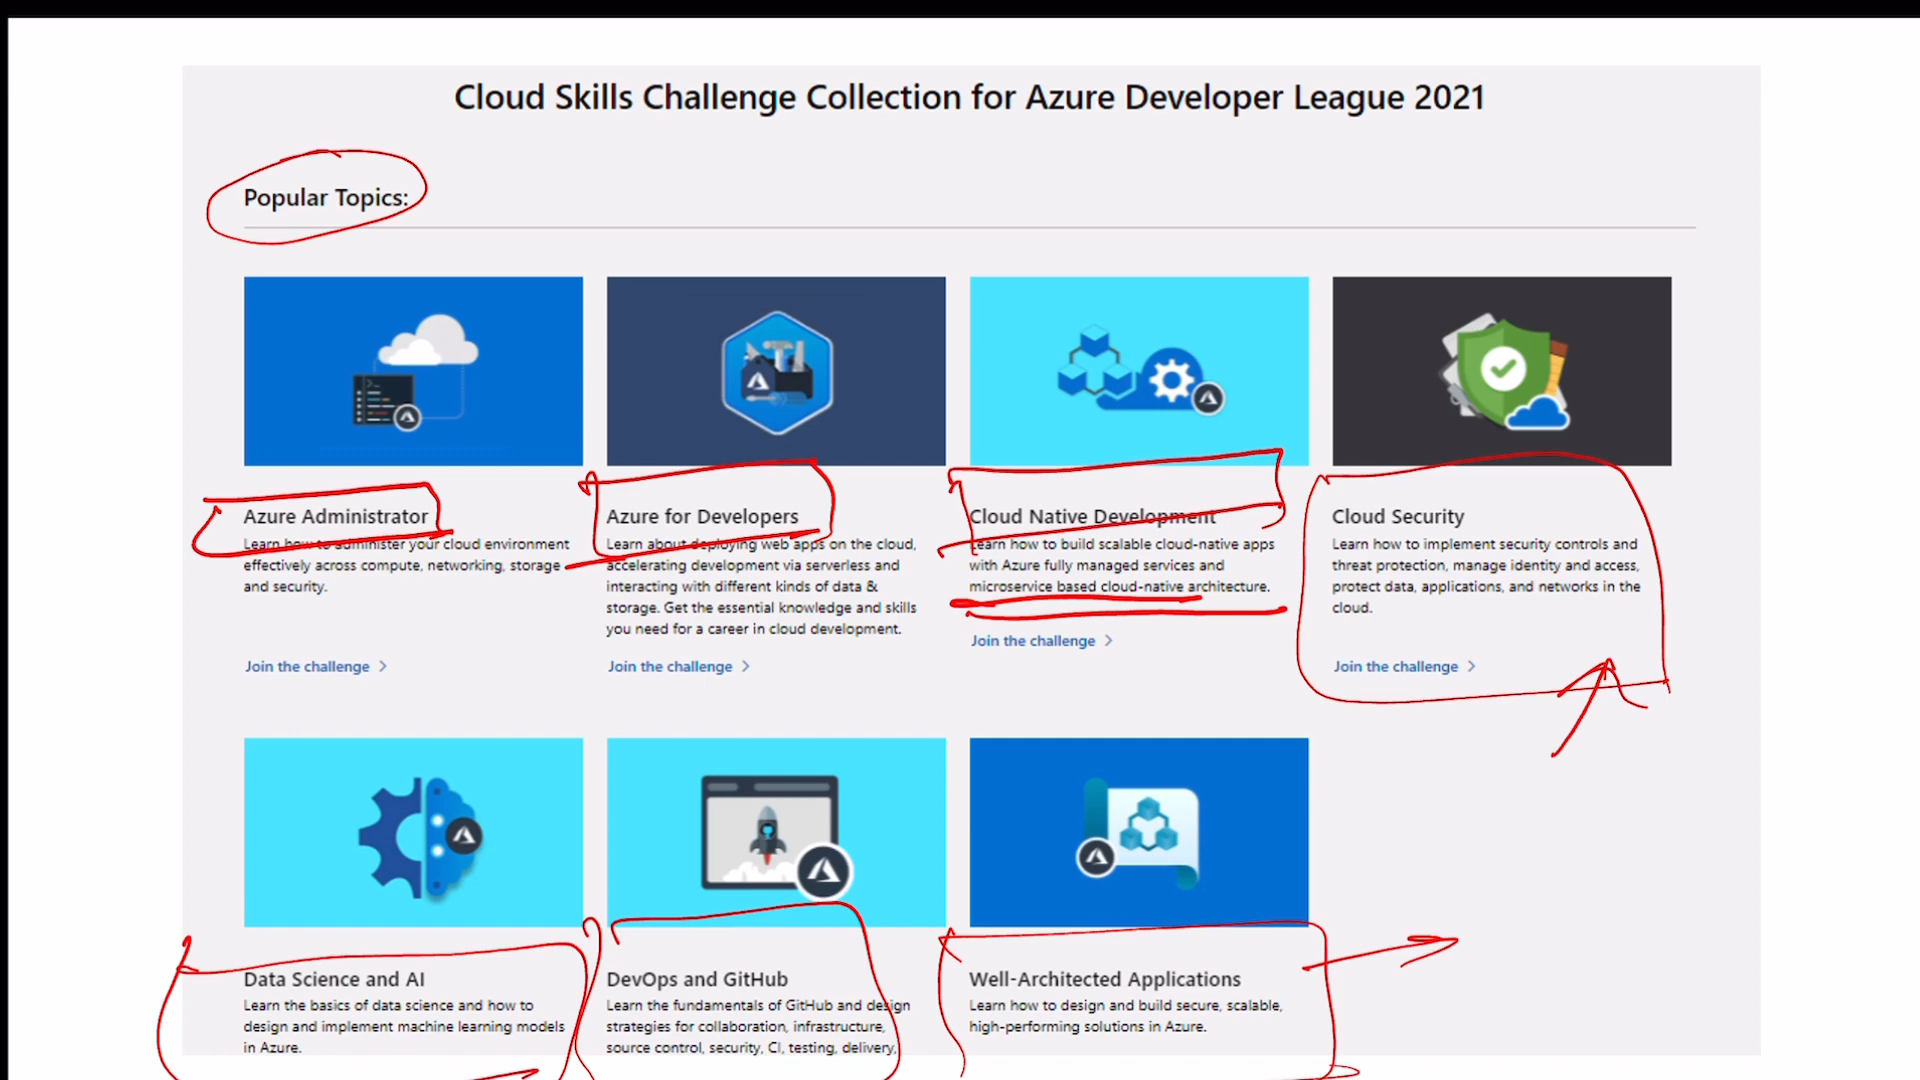 Cloud Skills Challenge Collection for Azure Developer League 2021
Popular Topics:
Azure Administrator
Learn how to administer your cloud environment
effectively across compute, networking, storage
and security.
Join the challenge
Azure for Developers
Learn about deploying web apps on the cloud,
accelerating development via serverless and
interacting with different kinds of data &
storage. Get the essential knowledge and skills
you need for a career in cloud development.
Join the challenge
Cloud Native Development
Learn how to build scalable cloud-native apps
with Azure fully managed services and
microservice based cloud-native architecture.
Join the challenge
Cloud Security
Learn how to implement security controls and
threat protection, manage identity and access,
protect data, applications, and networks in the
cloud.
Join the challenge
Data Science and AI
Learn the basics of data science and how to
design and implement machine learning models
in Azure.
DevOps and GitHub
Learn the fundamentals of GitHub and design
strategies for collaboration, infrastructure,
source control, security, CI, testing, delivery,
Well-Architected Applications
Learn how to design and build secure, scalable,
high-performing solutions in Azure.